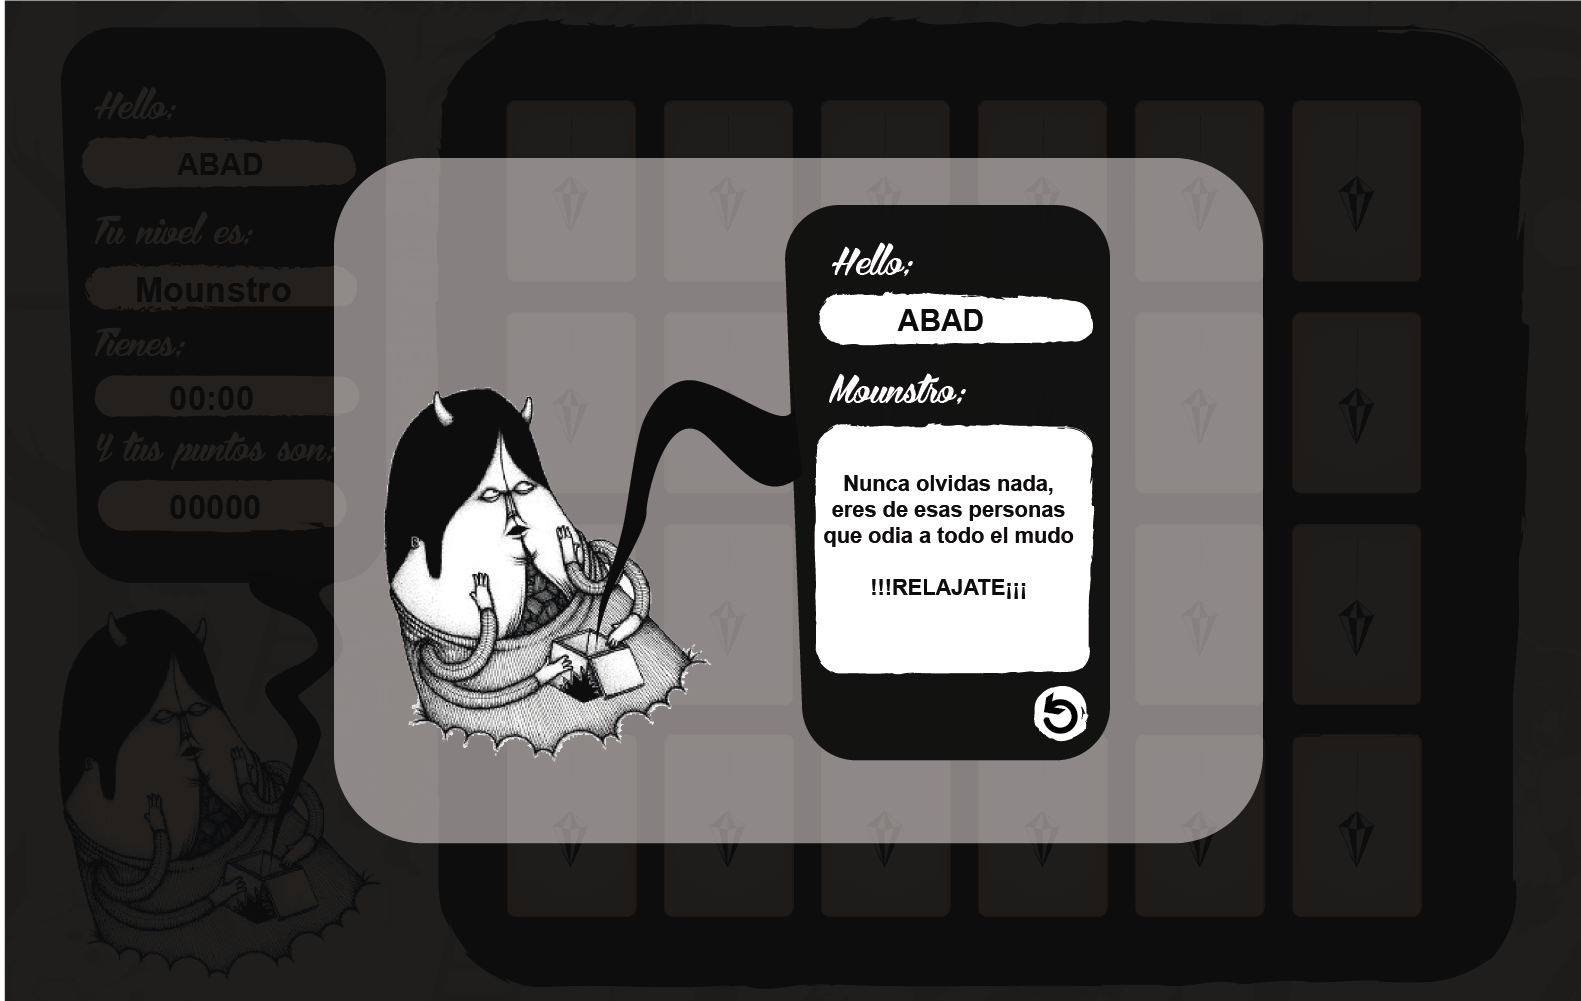 Hello;
ABAD
Tu nivel es;
Mounstro
Tienes;
00:00
Y tus puntos son;
00000
Hello;
ABAD
Mounstro;
Nunca olvidas nada,
eres de esas personas
que odia a todo el mudo
!!!RELAJATE¡¡¡